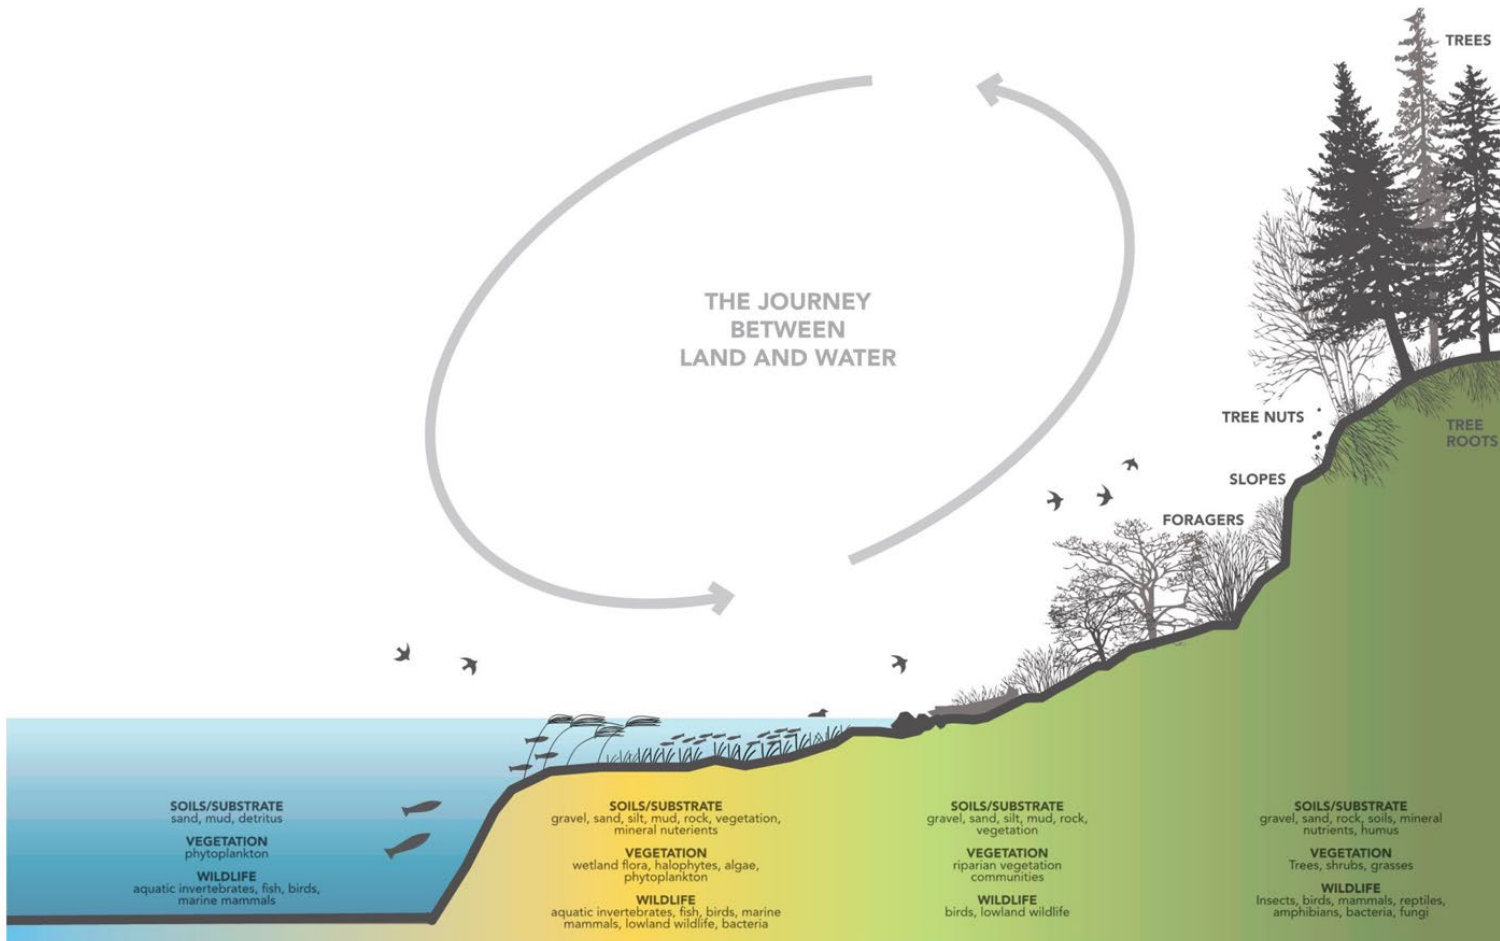 TREES
THE JOURNEY
BETWEEN
LAND AND WATER
TREE NUTS
TREE
ROOTS
SLOPES
FORAGERS
SOILS/SUBSTRATE
sand, mud, detritus
VEGETATION
phytoplankton
WILDLIFE
aquatic invertebrates, fish, birds,
marine mammals
SOILS/SUBSTRATE
gravel, sand, silt, mud, rock, vegetation,
mineral nuterients
VEGETATION
wetland flora, halophytes, algae,
phytoplankton
WILDLIFE
aquatic invertebrates, fish, birds, marine
mammals, lowland wildlife, bacteria
SOILS/SUBSTRATE
gravel, sand, silt, mud, rock,
vegetation
VEGETATION
riparian vegetation
communities
WILDLIFE
birds, lowland wildlife
SOILS/SUBSTRATE
gravel, sand, rock, soils, mineral
nutrients, humus
VEGETATION
Trees, shrubs, grasses
WILDLIFE
Insects, birds, mammals, reptiles,
amphibians, bacteria, fungi